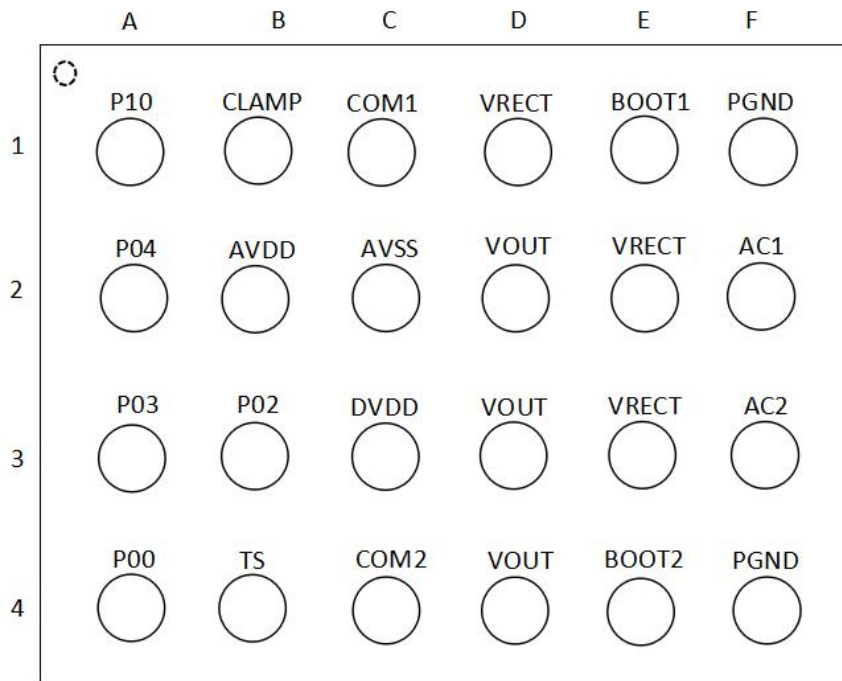 A B C D E F
P10 CLAMP COM1 VRECT BOOT1 PGND
1
P04 AVDD AVSS VOUT VRECT AC1
2
P03 P02 DVDD VOUT VRECT AC2
3
P00 TS COM2 VOUT BOOT2 PGND
4